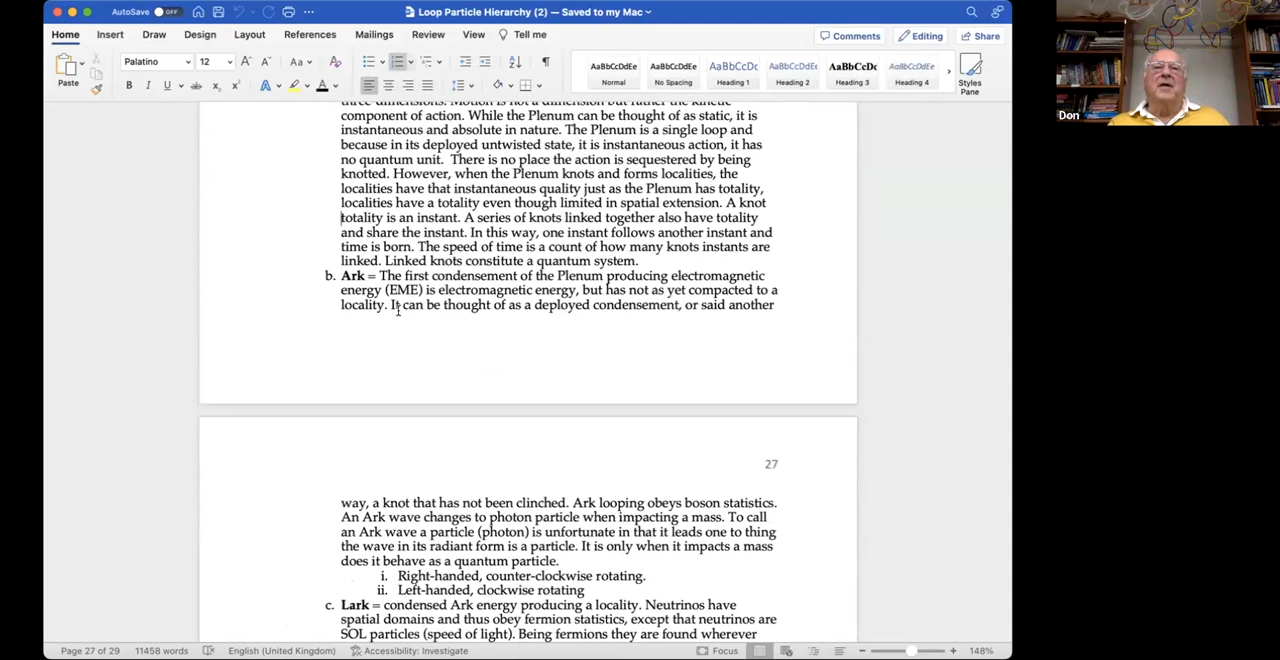 AutoSave OFF
Loop Particle Hierarchy (2) — Saved to my Mac
Home Insert Draw Design Layout References Mailings Review View Tell me
Comments Editing Share
Paste
Palatino 12
Aa
B I U ab x₂ x² A A
AaBbCcDdEe AaBbCcDdEe AaBbCcDc AaBbCcDdEe AaBbCcDc AaBbCcDdEe
Normal No Spacing Heading 1 Heading 2 Heading 3 Heading 4
Styles
Pane
Don
three dimensions. Motion is not a dimension but rather the kinetic
component of action. While the Plenum can be thought of as static, it is
instantaneous and absolute in nature. The Plenum is a single loop and
because in its deployed untwisted state, it is instantaneous action, it has
no quantum unit. There is no place the action is sequestered by being
knotted. However, when the Plenum knots and forms localities, the
localities have that instantaneous quality just as the Plenum has totality,
localities have a totality even though limited in spatial extension. A knot
totality is an instant. A series of knots linked together also have totality
and share the instant. In this way, one instant follows another instant and
time is born. The speed of time is a count of how many knots instants are
linked. Linked knots constitute a quantum system.
b. Ark = The first condensement of the Plenum producing electromagnetic
energy (EME) is electromagnetic energy, but has not as yet compacted to a
locality. It can be thought of as a deployed condensement, or said another
27
way, a knot that has not been clinched. Ark looping obeys boson statistics.
An Ark wave changes to photon particle when impacting a mass. To call
an Ark wave a particle (photon) is unfortunate in that it leads one to thing
the wave in its radiant form is a particle. It is only when it impacts a mass
does it behave as a quantum particle.
i. Right-handed, counter-clockwise rotating.
ii. Left-handed, clockwise rotating
c. Lark = condensed Ark energy producing a locality. Neutrinos have
spatial domains and thus obey fermion statistics, except that neutrinos are
SOL particles (speed of light). Being fermions they are found wherever
Page 27 of 29 11458 words English (United Kingdom) Accessibility: Investigate Focus 148%